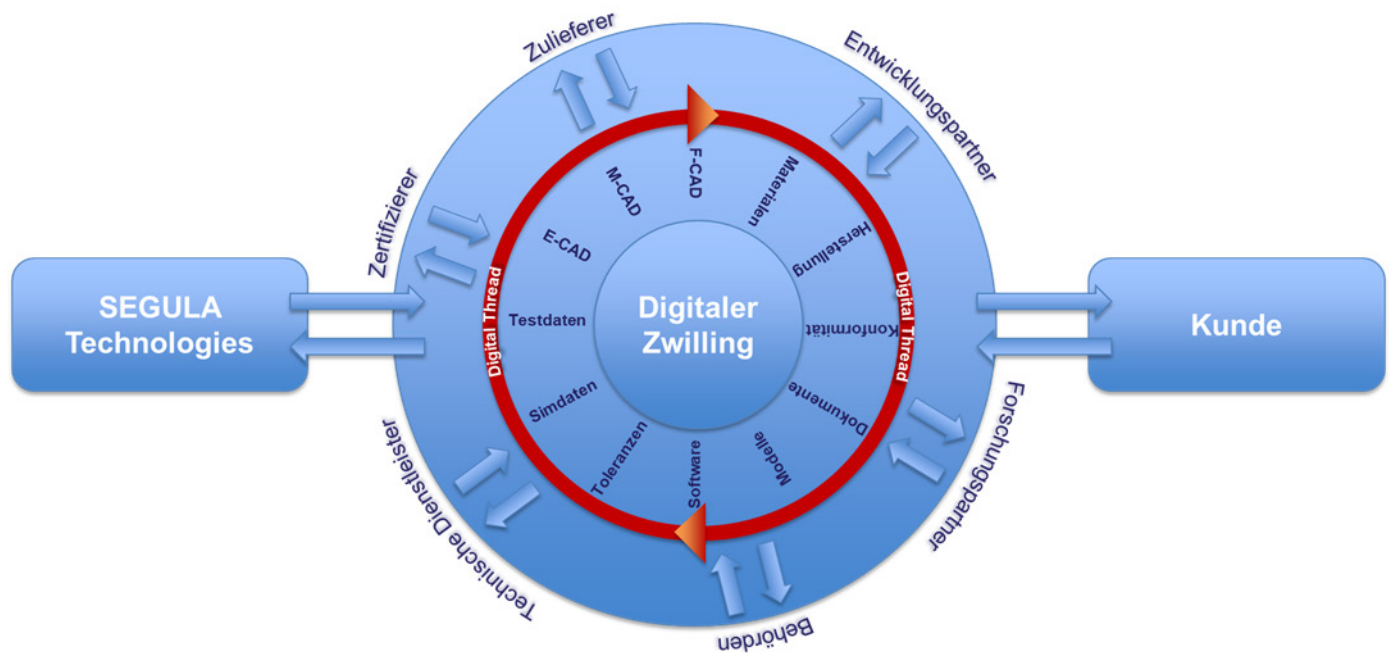 Zulieferer
Entwicklungspartner
Zertifizierer
Forschungspartner
Technische Dienstleister
Behörden
SEGULA
Technologies
Kunde
Digital Thread
Digital Thread
F-CAD
Materialen
Herstellung
Konformität
Dokumente
Modelle
Software
Toleranzen
Simdaten
Testdaten
E-CAD
M-CAD
Digitaler
Zwilling